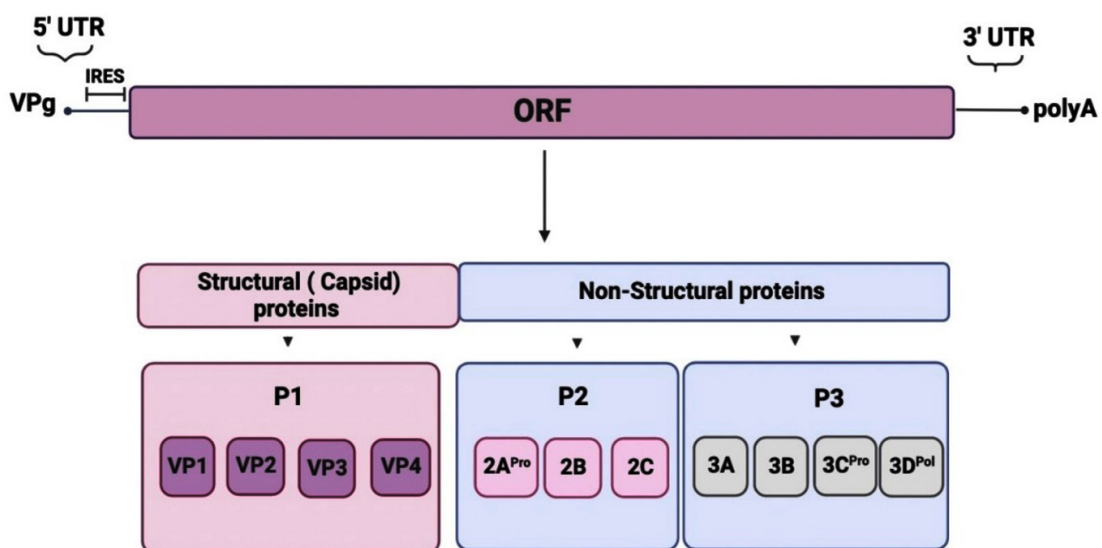 5' UTR
3' UTR
IRES
VPg
ORF
polyA
Structural ( Capsid)
proteins
Non-Structural proteins
P1
P2
P3
VP1
VP2
VP3
VP4
2APro
2B
2C
3A
3B
3CPro
3DPol